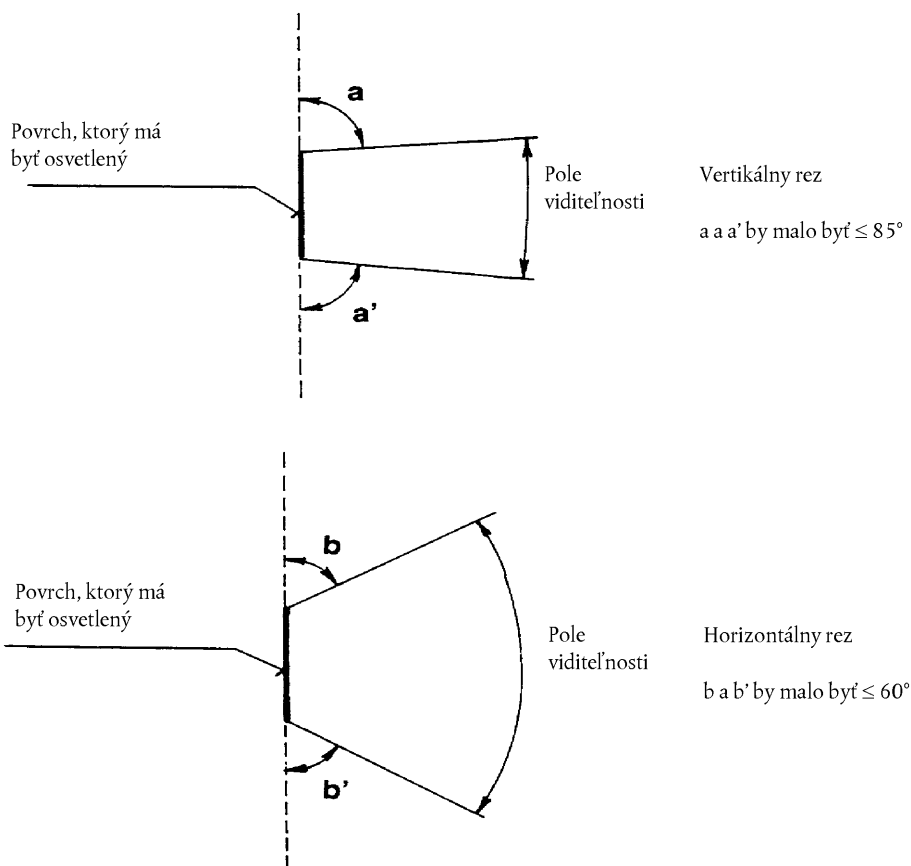 a
Povrch, ktorý má
byť osvetlený
Pole
viditeľnosti
Vertikálny rez
a a a’ by malo byť ≤ 85°
a’
b
Povrch, ktorý má
byť osvetlený
Pole
viditeľnosti
Horizontálny rez
b a b’ by malo byť ≤ 60°
b’